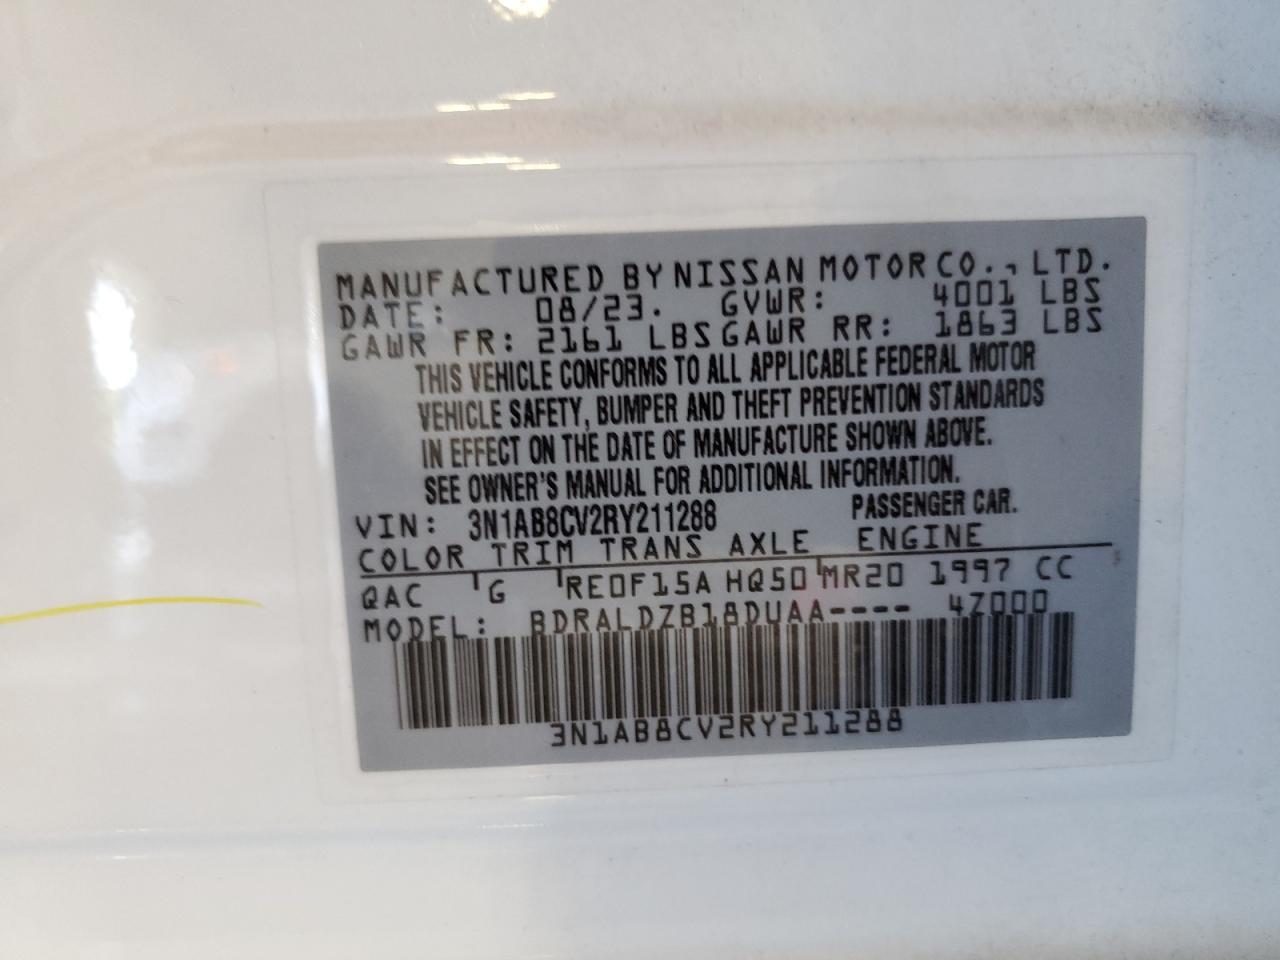 MANUFACTURED BY NISSAN MOTOR CO., LTD.
DATE: 08/23. GVWR: 4001 LBS
GAWR FR: 2161 LBS GAWR RR: 1863 LBS
THIS VEHICLE CONFORMS TO ALL APPLICABLE FEDERAL MOTOR
VEHICLE SAFETY, BUMPER AND THEFT PREVENTION STANDARDS
IN EFFECT ON THE DATE OF MANUFACTURE SHOWN ABOVE.
SEE OWNER'S MANUAL FOR ADDITIONAL INFORMATION.
VIN: 3N1AB8CV2RY211288 PASSENGER CAR.
COLOR TRIM TRANS AXLE ENGINE
QAC G RE0F15A HQ50 MR20 1997 CC
MODEL: BDRALDZB18DUAA---- 4Z000
3N1AB8CV2RY211288